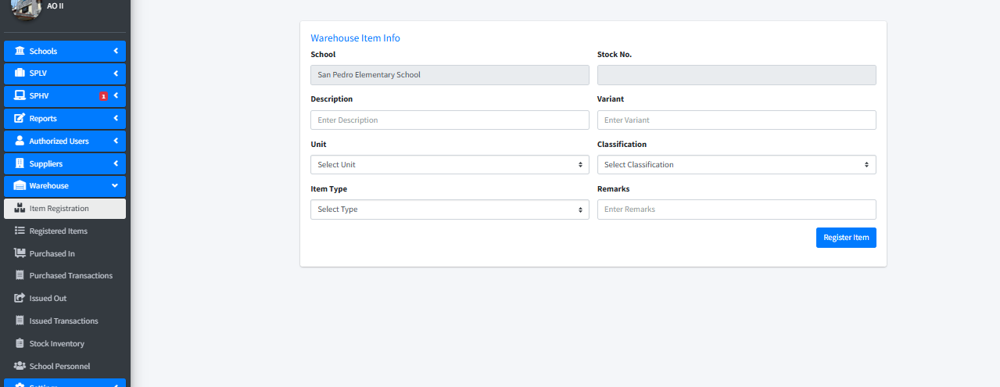 AO II
Schools
SPLV
SPHV 1
Reports
Authorized Users
Suppliers
Warehouse
Item Registration
Registered Items
Purchased In
Purchased Transactions
Issued Out
Issued Transactions
Stock Inventory
School Personnel
Settings
Warehouse Item Info
School
Stock No.
San Pedro Elementary School
Description
Variant
Enter Description
Enter Variant
Unit
Classification
Select Unit
Select Classification
Item Type
Remarks
Select Type
Enter Remarks
Register Item